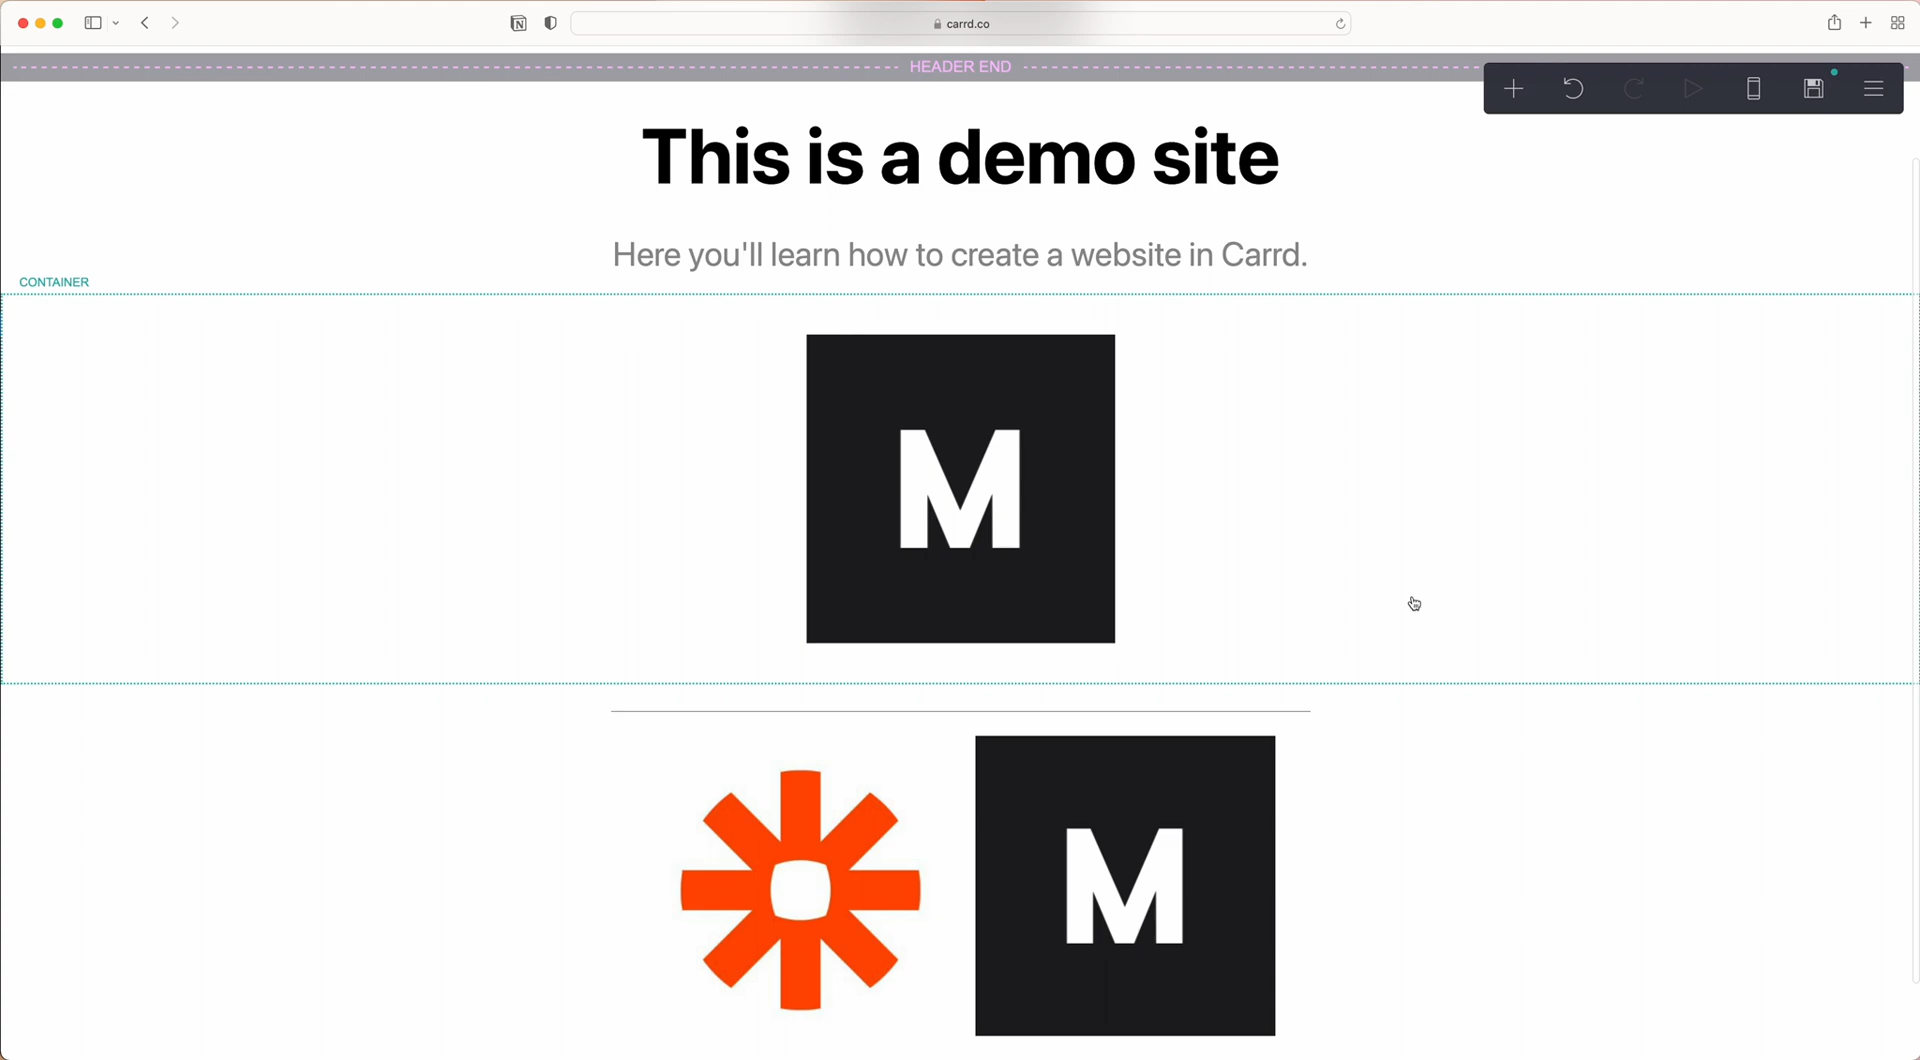 carrd.co
HEADER END
This is a demo site
Here you'll learn how to create a website in Carrd.
CONTAINER
M
M